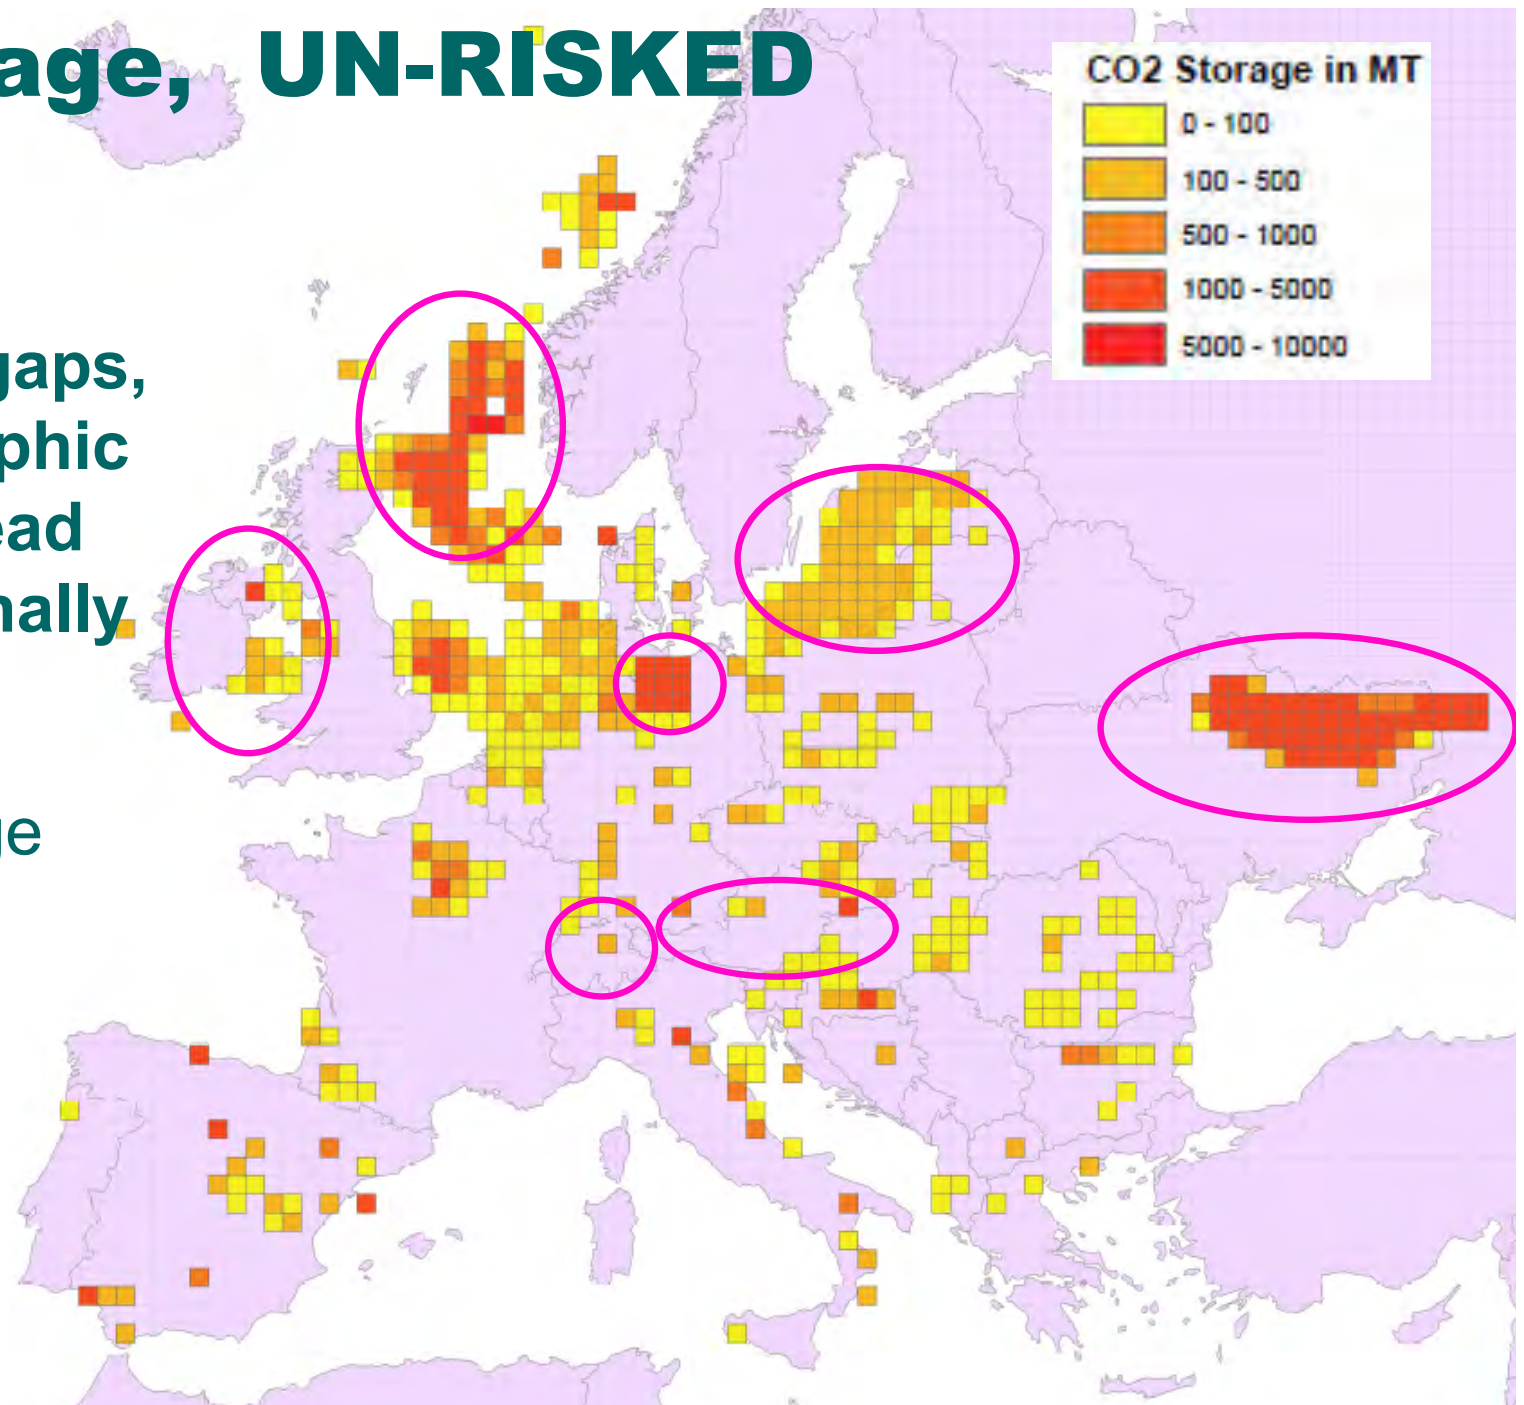 age, UN-RISKED
CO2 Storage in MT
0 - 100
100 - 500
500 - 1000
1000 - 5000
5000 - 10000
gaps,
phic
ead
nally
ge